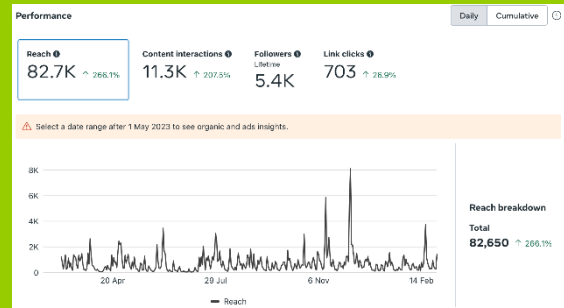 Performance
Daily Cumulative
Reach Content interactions Followers Link clicks
Lifetime
82.7K ↑ 266.1% 11.3K ↑ 207.5% 5.4K 703 ↑ 26.9%
Select a date range after 1 May 2023 to see organic and ads insights.
8K
6K
4K
2K
0
20 Apr 29 Jul 6 Nov 14 Feb
Reach
Reach breakdown
Total
82,650 ↑ 266.1%